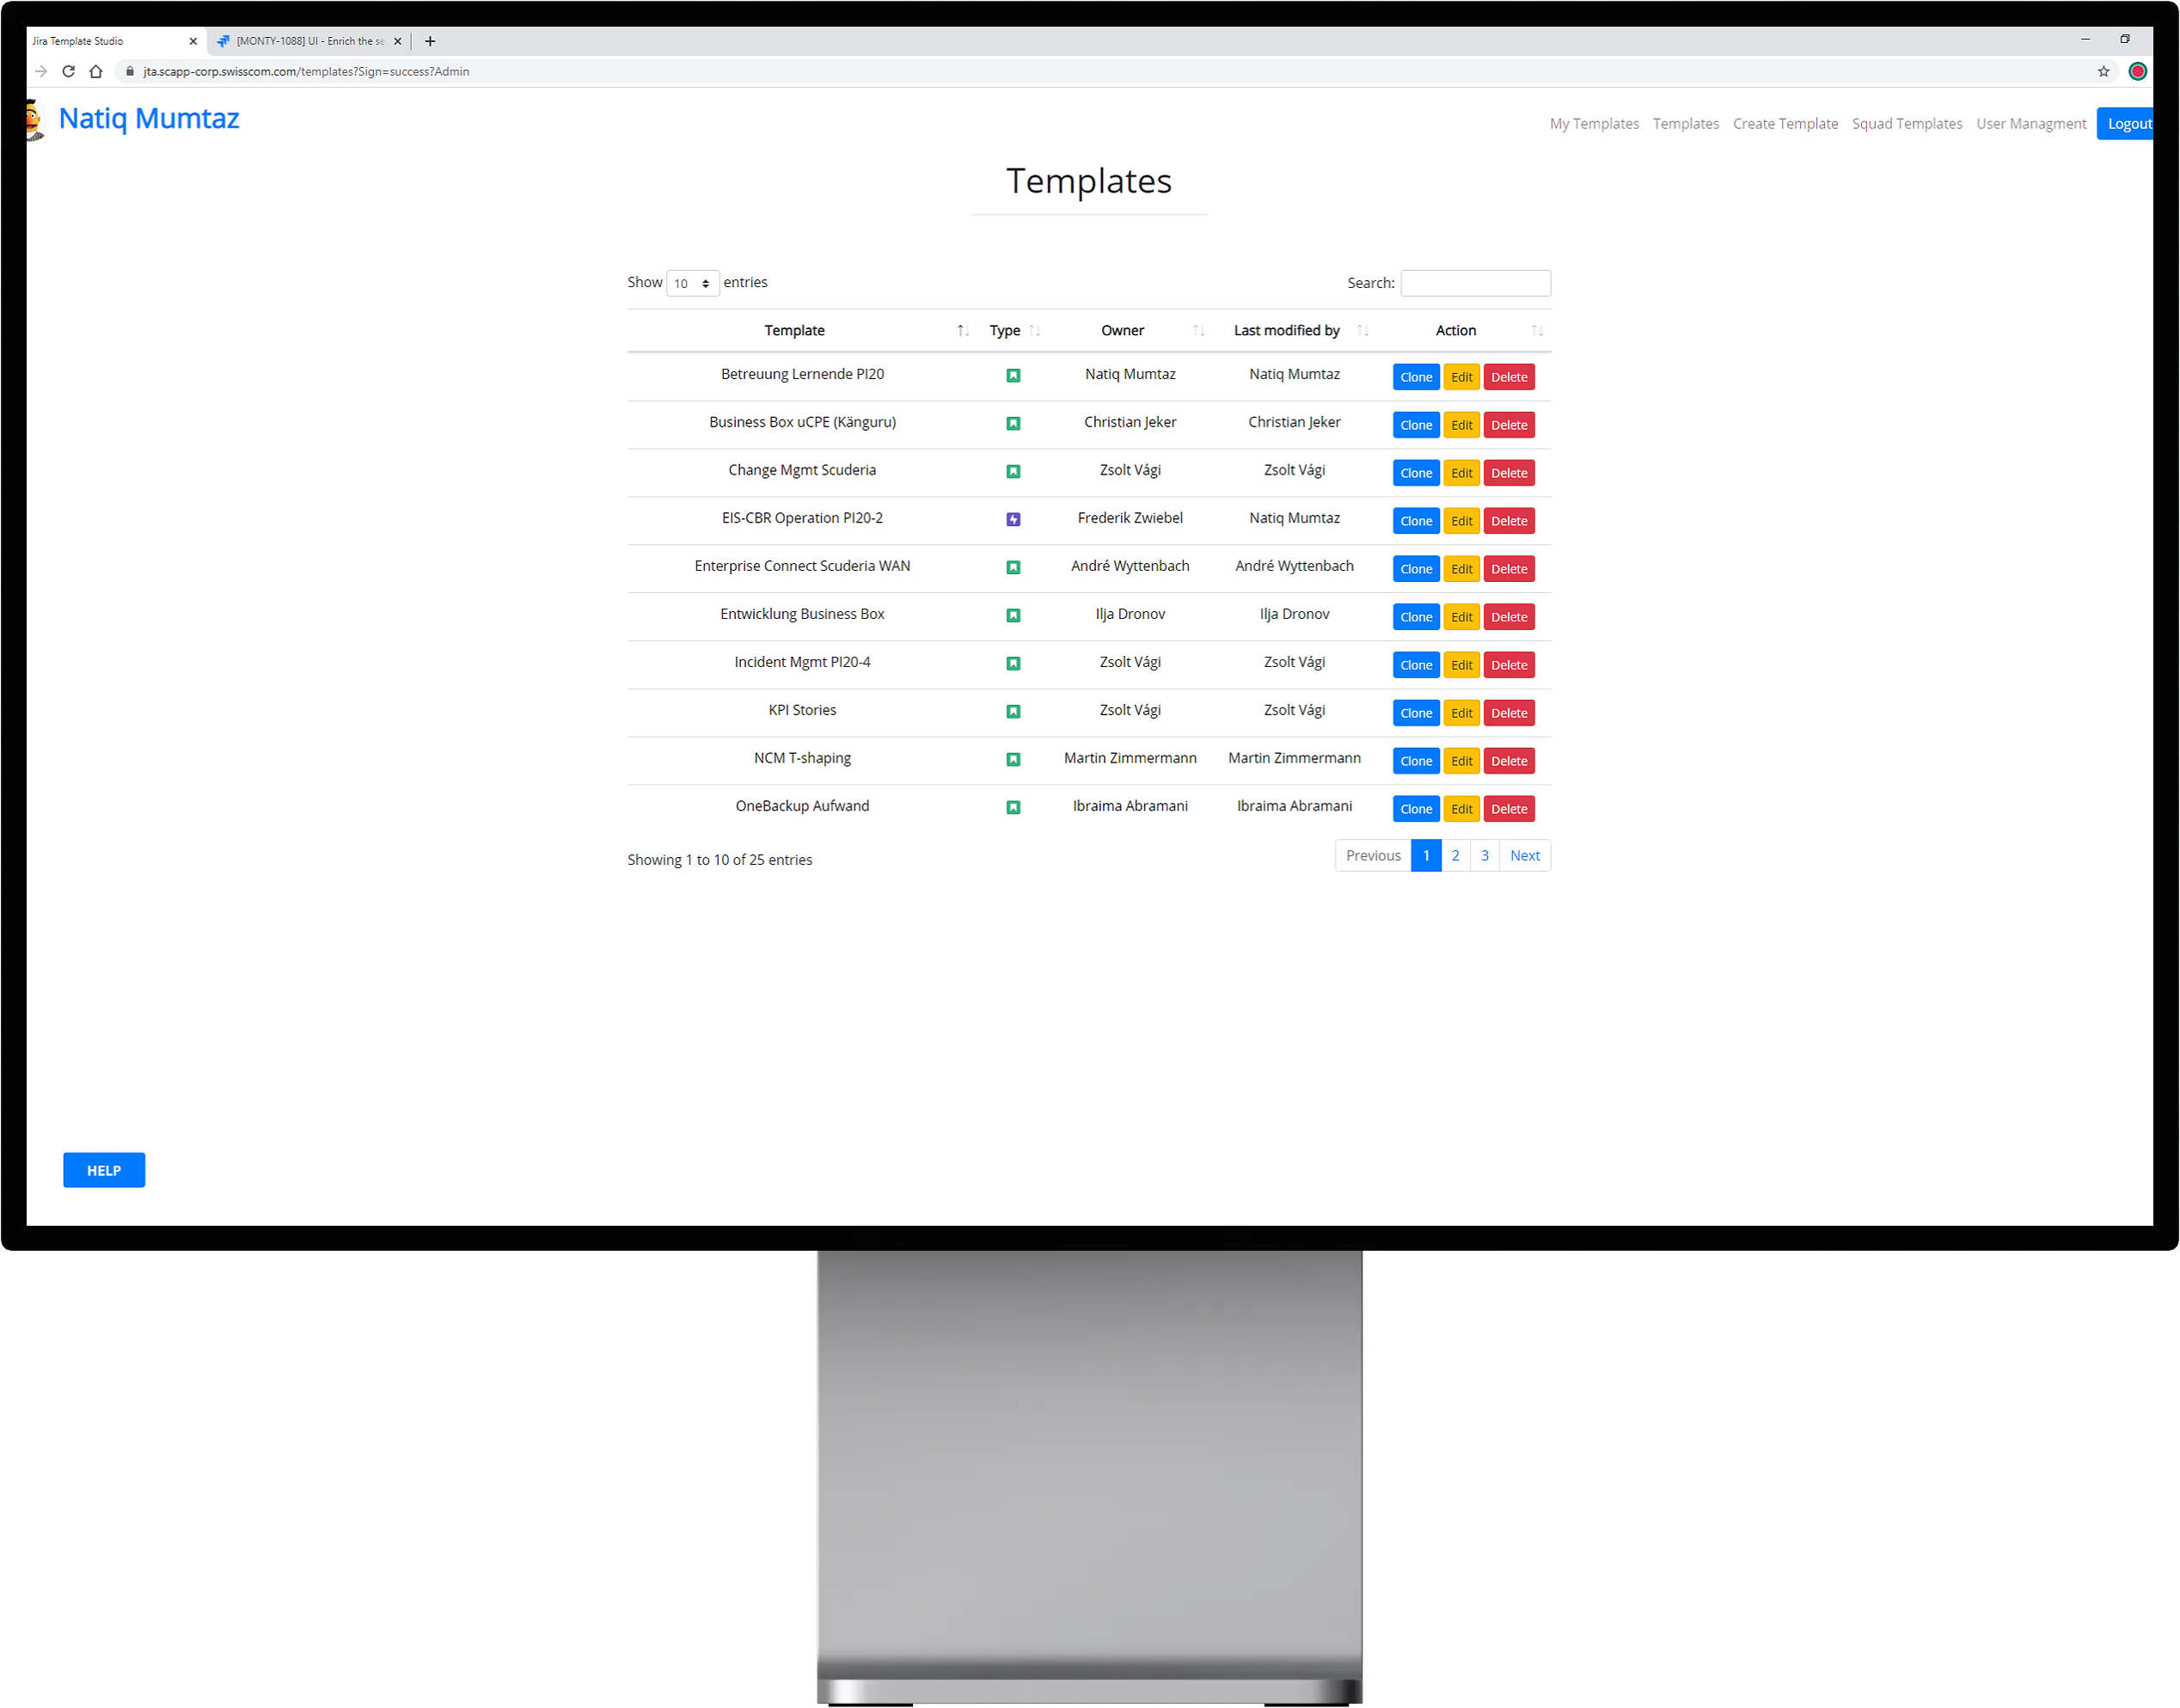 Jira Template Studio
[MONTY-1088] UI - Enrich the se
jta.scapp-corp.swisscom.com/templates?Sign=success?Admin
Natiq Mumtaz
My Templates Templates Create Template Squad Templates User Managment Logout
Templates
Show 10 entries Search:
Template Type Owner Last modified by Action
Betreuung Lernende PI20 Natiq Mumtaz Natiq Mumtaz Clone Edit Delete
Business Box uCPE (Känguru) Christian Jeker Christian Jeker Clone Edit Delete
Change Mgmt Scuderia Zsolt Vági Zsolt Vági Clone Edit Delete
EIS-CBR Operation PI20-2 Frederik Zwiebel Natiq Mumtaz Clone Edit Delete
Enterprise Connect Scuderia WAN André Wyttenbach André Wyttenbach Clone Edit Delete
Entwicklung Business Box Ilja Dronov Ilja Dronov Clone Edit Delete
Incident Mgmt PI20-4 Zsolt Vági Zsolt Vági Clone Edit Delete
KPI Stories Zsolt Vági Zsolt Vági Clone Edit Delete
NCM T-shaping Martin Zimmermann Martin Zimmermann Clone Edit Delete
OneBackup Aufwand Ibraima Abramani Ibraima Abramani Clone Edit Delete
Showing 1 to 10 of 25 entries Previous 1 2 3 Next
HELP